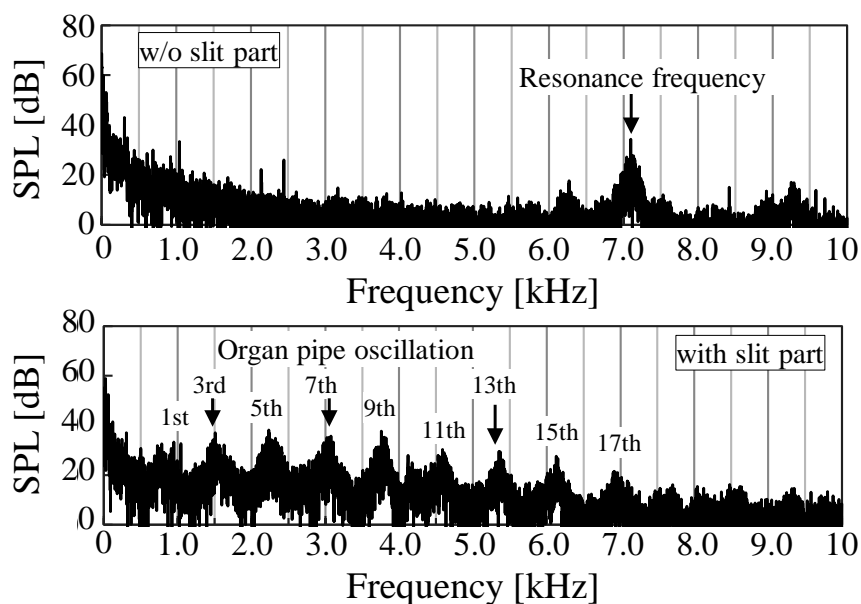 80
w/o slit part
60
Resonance frequency
40
20
0
SPL [dB]
0 1.0 2.0 3.0 4.0 5.0 6.0 7.0 8.0 9.0 10
Frequency [kHz]
80
Organ pipe oscillation
with slit part
60
3rd 7th 13th
1st 5th 9th
40
11th 15th 17th
20
0
SPL [dB]
0 1.0 2.0 3.0 4.0 5.0 6.0 7.0 8.0 9.0 10
Frequency [kHz]